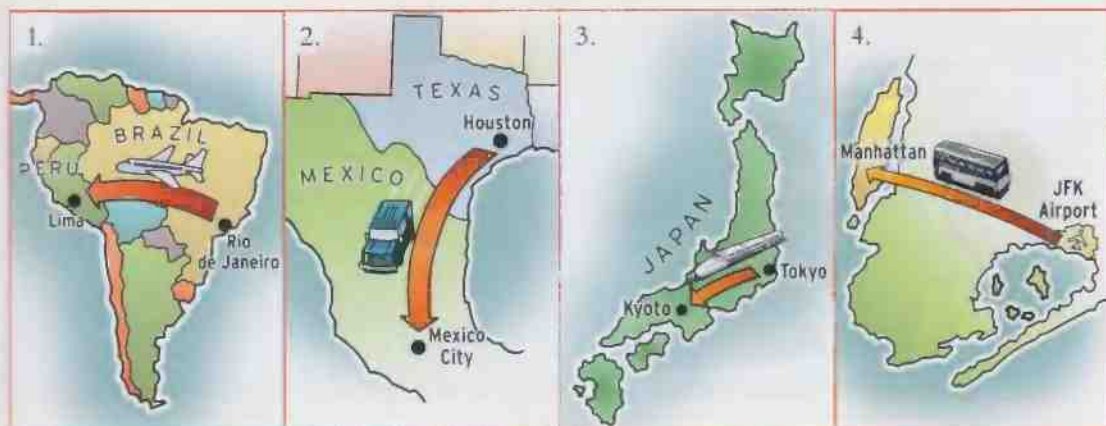 1.
BRAZIL
PERU
Lima
Rio
de Janeiro
2.
TEXAS
Houston
MEXICO
Mexico
City
3.
JAPAN
Tokyo
Kyoto
4.
Manhattan
JFK
Airport